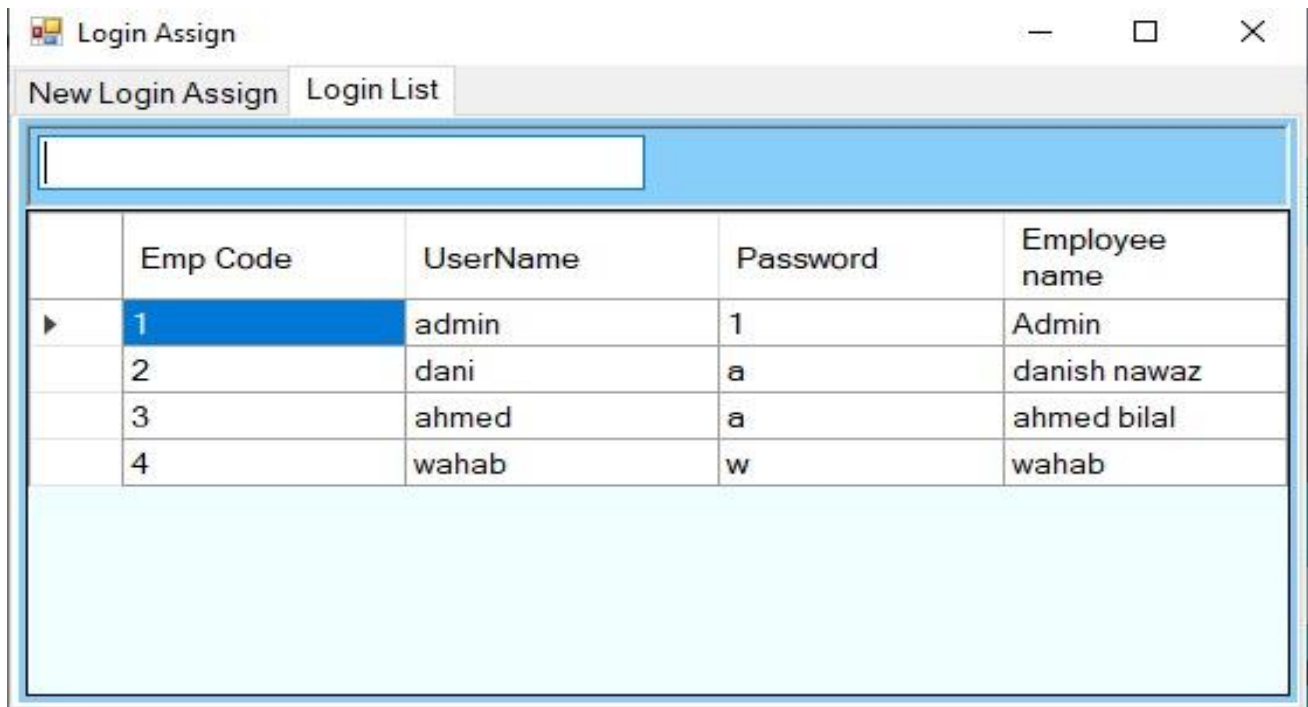 Login Assign
New Login Assign Login List
Emp Code UserName Password Employee name
1 admin 1 Admin
2 dani a danish nawaz
3 ahmed a ahmed bilal
4 wahab w wahab